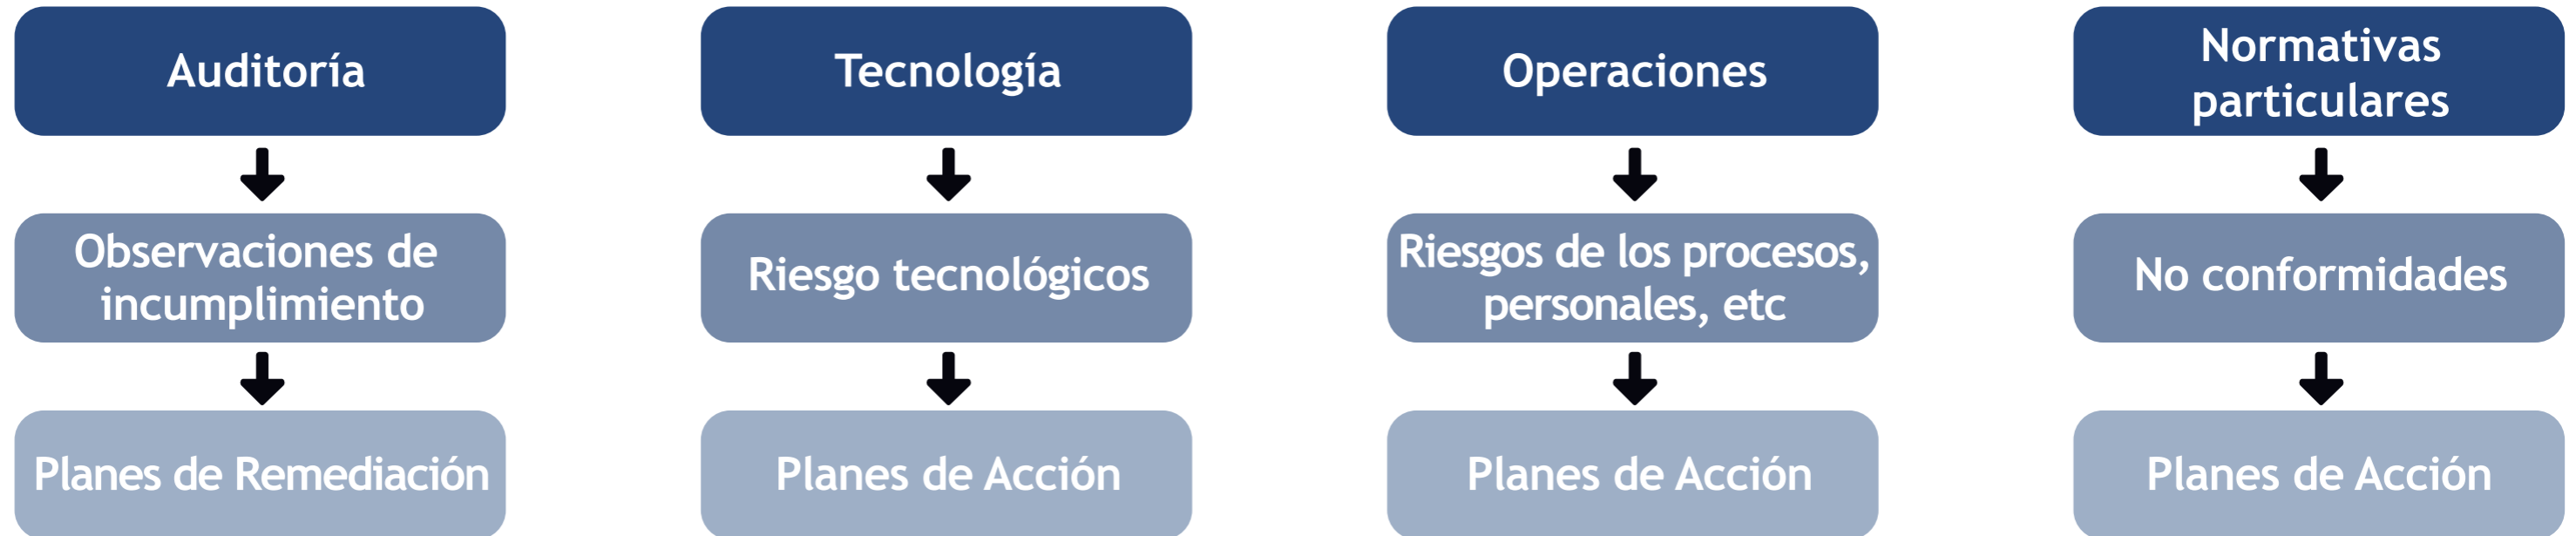 Auditoría
Tecnología
Operaciones
Normativas
particulares
Observaciones de
incumplimiento
Riesgo tecnológicos
Riesgos de los procesos,
personales, etc
No conformidades
Planes de Remediación
Planes de Acción
Planes de Acción
Planes de Acción